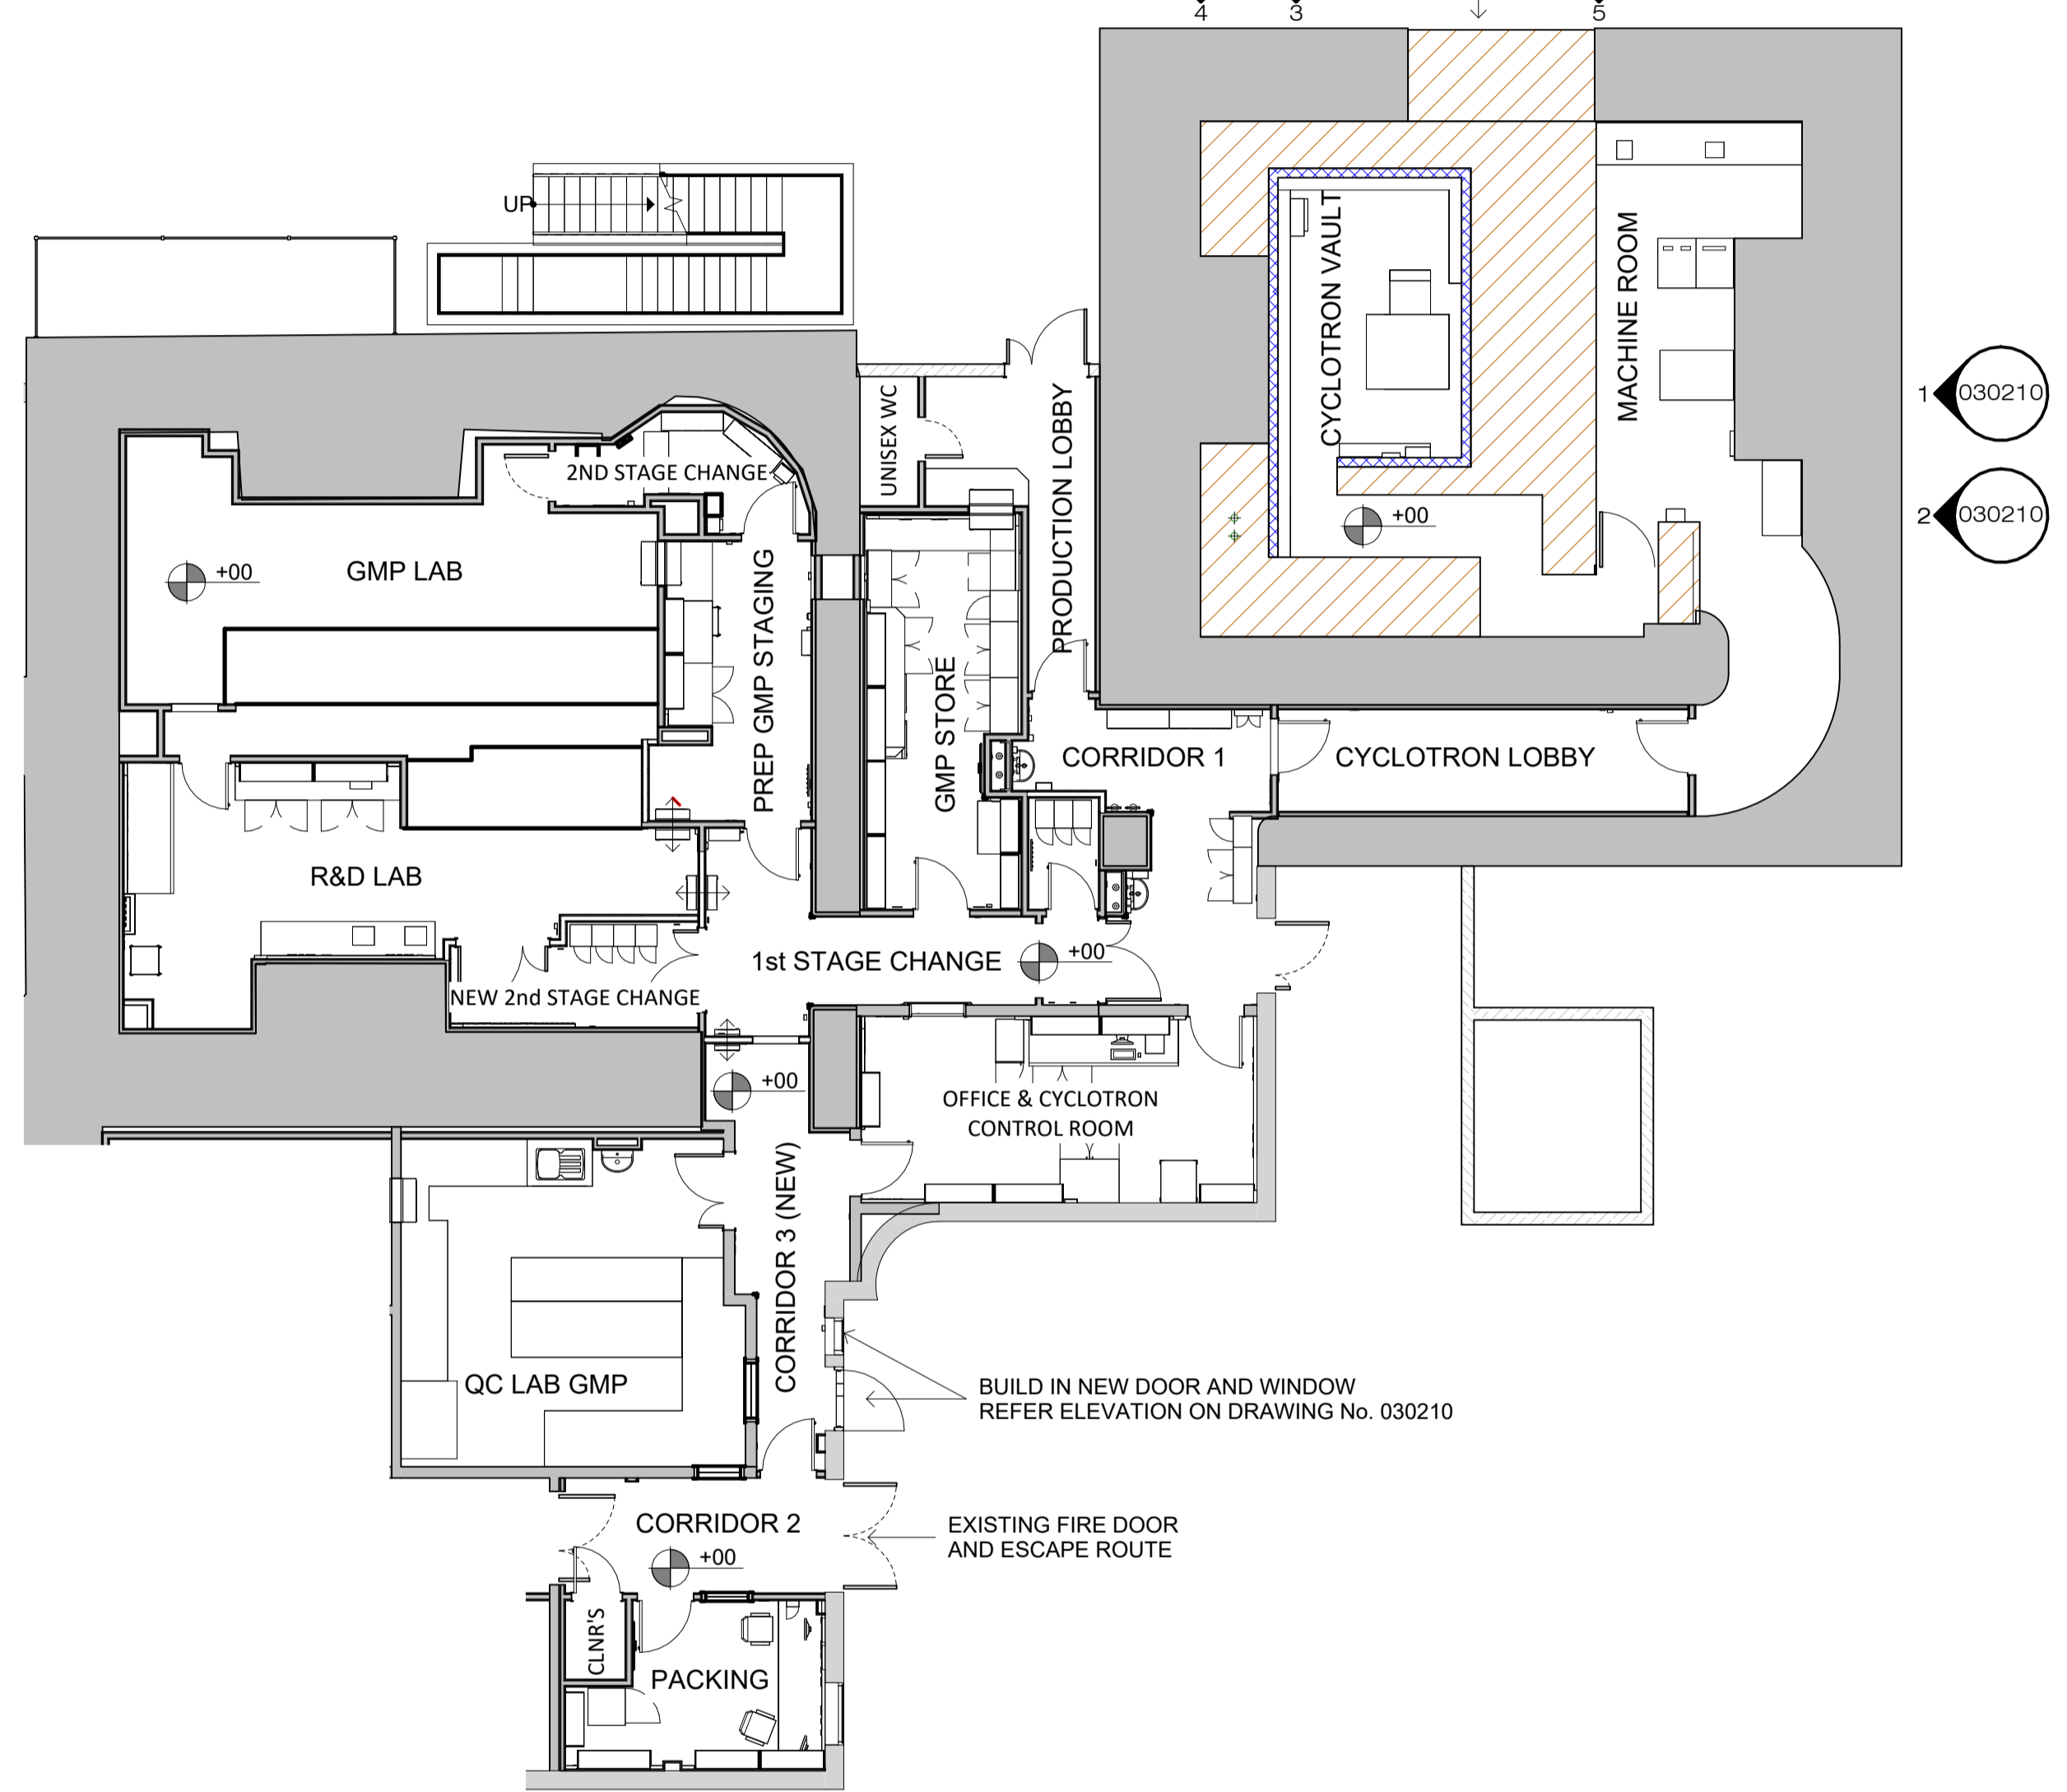 4
3
5
UP
CYCLOTRON VAULT
MACHINE ROOM
1
030210
2
030210
UNISEX WC
PRODUCTION LOBBY
2ND STAGE CHANGE
+00
GMP LAB
+00
PREP GMP STAGING
GMP STORE
CORRIDOR 1
CYCLOTRON LOBBY
R&D LAB
1st STAGE CHANGE
+00
NEW 2nd STAGE CHANGE
+00
OFFICE & CYCLOTRON
CONTROL ROOM
CORRIDOR 3 (NEW)
QC LAB GMP
BUILD IN NEW DOOR AND WINDOW
REFER ELEVATION ON DRAWING No. 030210
CORRIDOR 2
EXISTING FIRE DOOR
AND ESCAPE ROUTE
+00
CLNR'S
PACKING